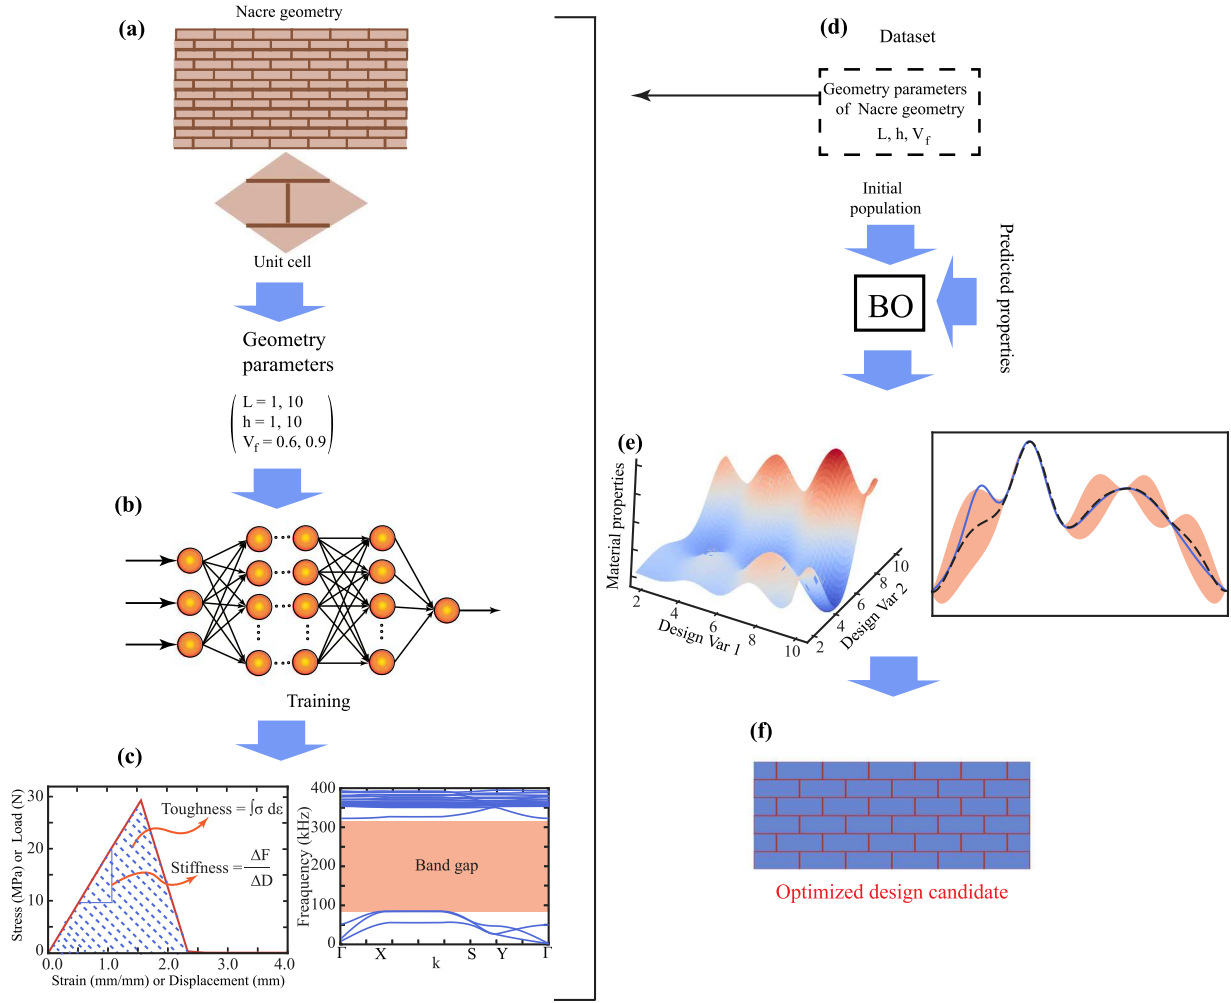 (a)
Nacre geometry
Unit cell
Geometry
parameters
L = 1, 10
h = 1, 10
V_f = 0.6, 0.9
(b)
Training
(c)
30
20
10
0
Stress (MPa) or Load (N)
Toughness = ∫σ dε
Stiffness = ΔF
ΔD
0.0 1.0 2.0 3.0 4.0
Strain (mm/mm) or Displacement (mm)
400
300
200
100
0
Freaquency (kHz)
Band gap
Γ X k S Y Γ
(d)
Dataset
Geometry parameters
of Nacre geometry
L, h, V_f
Initial
population
BO
Predicted properties
(e)
Material properties
2 4 6 8 10
Design Var 1
2 4 6 8 10
Design Var 2
(f)
Optimized design candidate